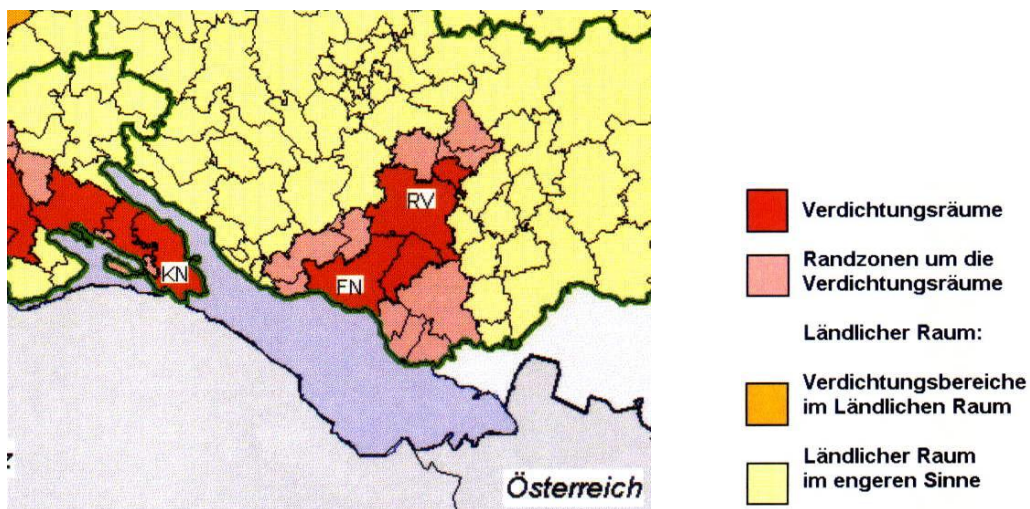 RV
KN
FN
Österreich
Verdichtungsräume
Randzonen um die
Verdichtungsräume
Ländlicher Raum:
Verdichtungsbereiche
im Ländlichen Raum
Ländlicher Raum
im engeren Sinne